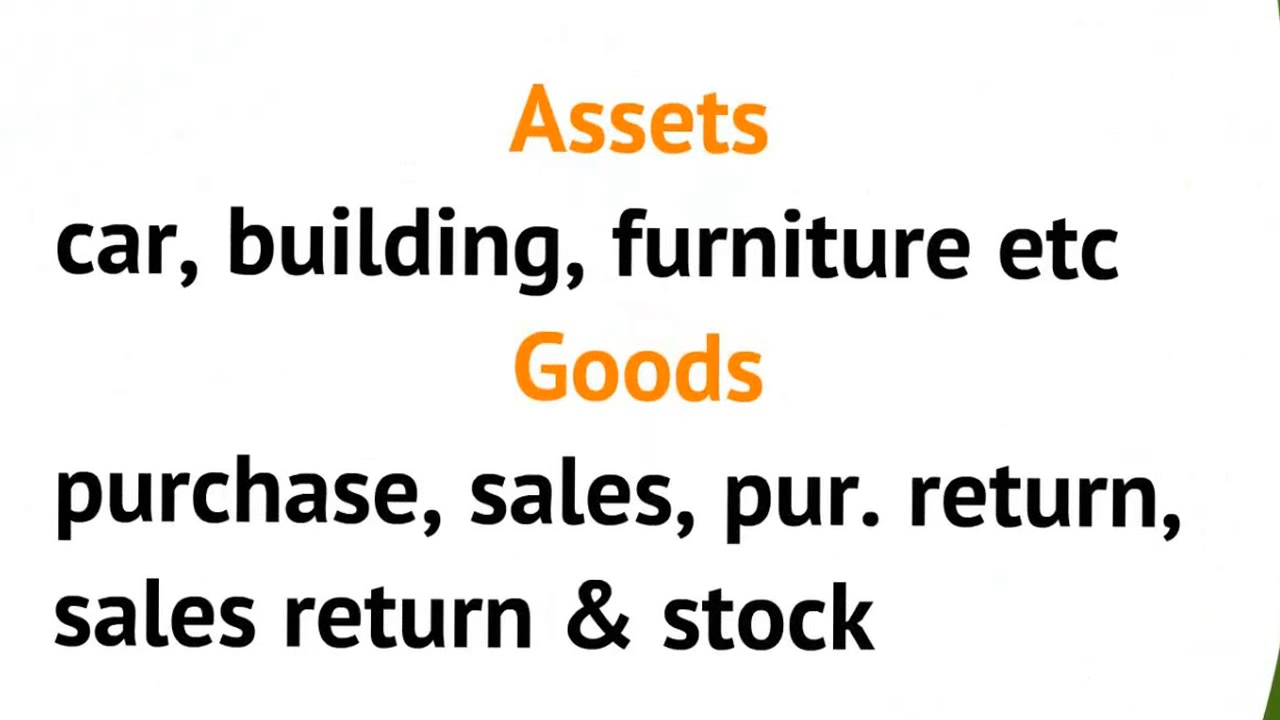 Assets
car, building, furniture etc
Goods
purchase, sales, pur. return,
sales return & stock